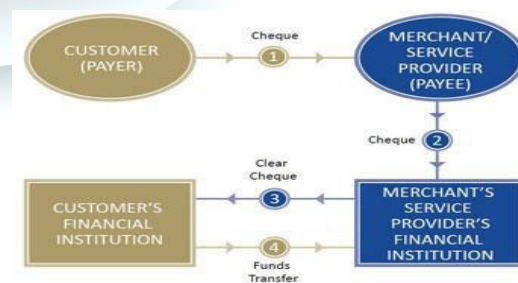 Cheque
CUSTOMER
(PAYER)
1
MERCHANT/
SERVICE
PROVIDER
(PAYEE)
Cheque 2
Clear
Cheque
CUSTOMER'S
FINANCIAL
INSTITUTION
3
MERCHANT'S
SERVICE
PROVIDER'S
FINANCIAL
INSTITUTION
4
Funds
Transfer